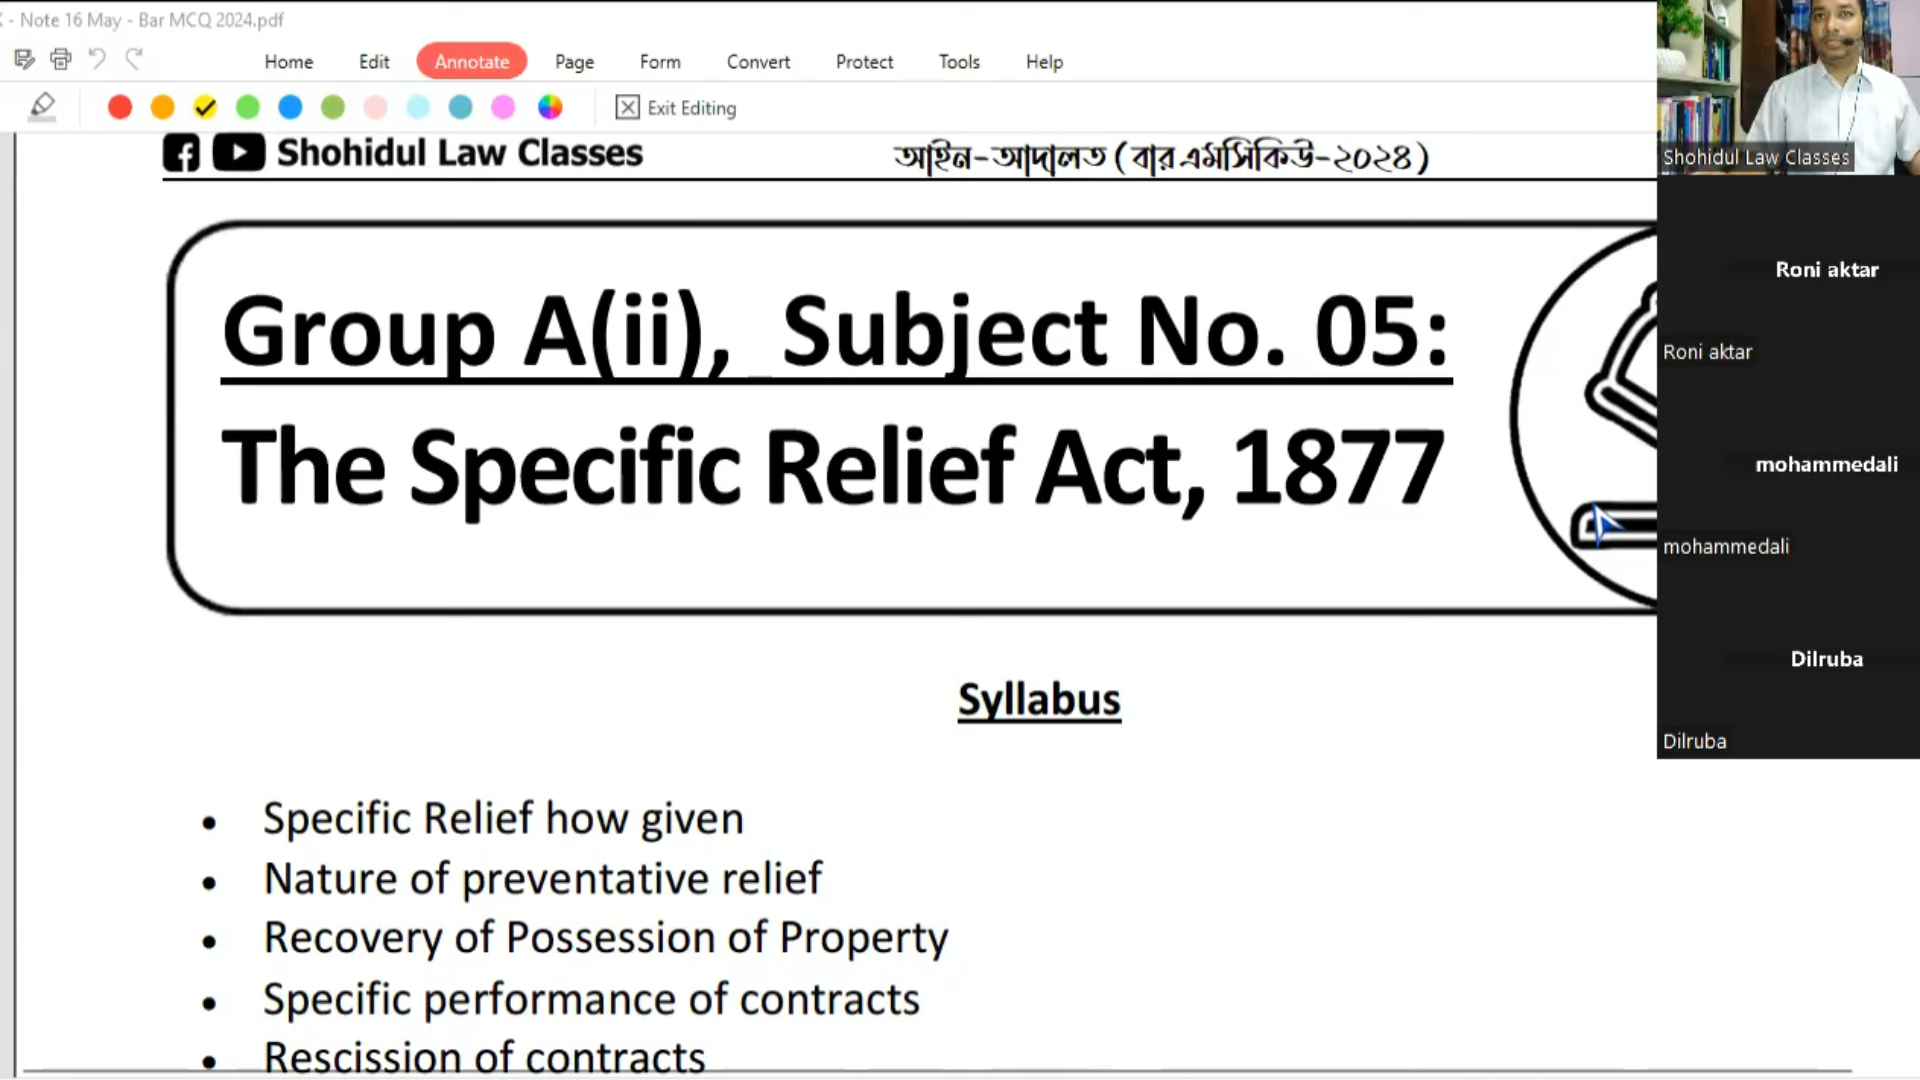 - Note 16 May - Bar MCQ 2024.pdf
Home Edit Annotate Page Form Convert Protect Tools Help
Exit Editing
Shohidul Law Classes
আইন-আদালত (বার এমসিকিউ-২০২৪)
Group A(ii), Subject No. 05:
The Specific Relief Act, 1877
Syllabus
• Specific Relief how given
• Nature of preventative relief
• Recovery of Possession of Property
• Specific performance of contracts
• Rescission of contracts
Shohidul Law Classes
Roni aktar
Roni aktar
mohammedali
mohammedali
Dilruba
Dilruba